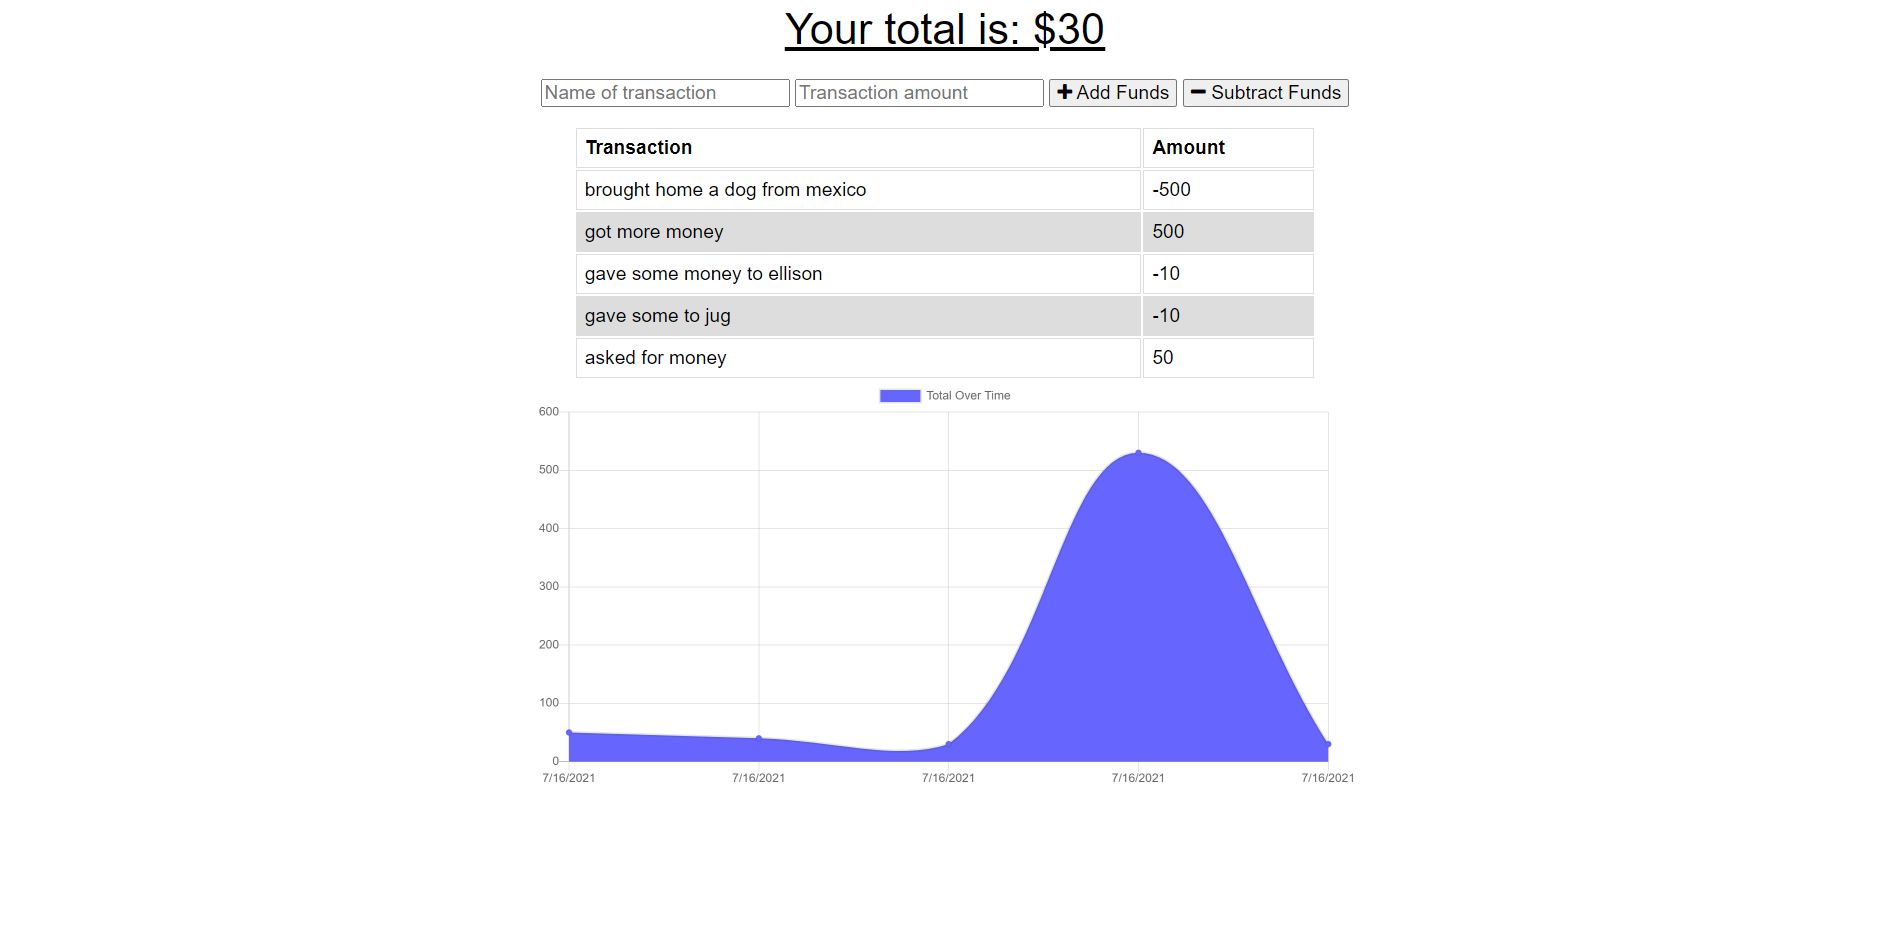 Your total is: $30
Name of transaction Transaction amount Add Funds Subtract Funds
Transaction Amount
brought home a dog from mexico -500
got more money 500
gave some money to ellison -10
gave some to jug -10
asked for money 50
Total Over Time
600
500
400
300
200
100
0
7/16/2021 7/16/2021 7/16/2021 7/16/2021 7/16/2021